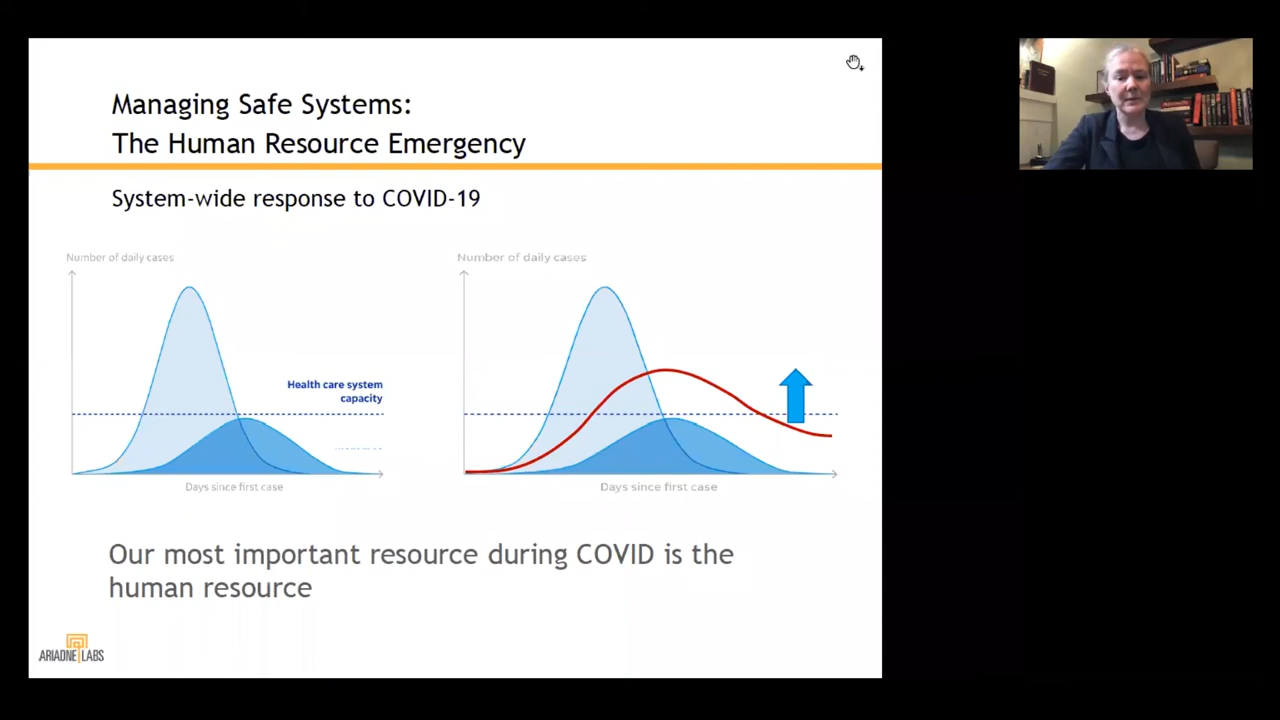 Managing Safe Systems:
The Human Resource Emergency
System-wide response to COVID-19
Number of daily cases
Health care system
capacity
Days since first case
Number of daily cases
Days since first case
Our most important resource during COVID is the
human resource
ARIADNE LABS